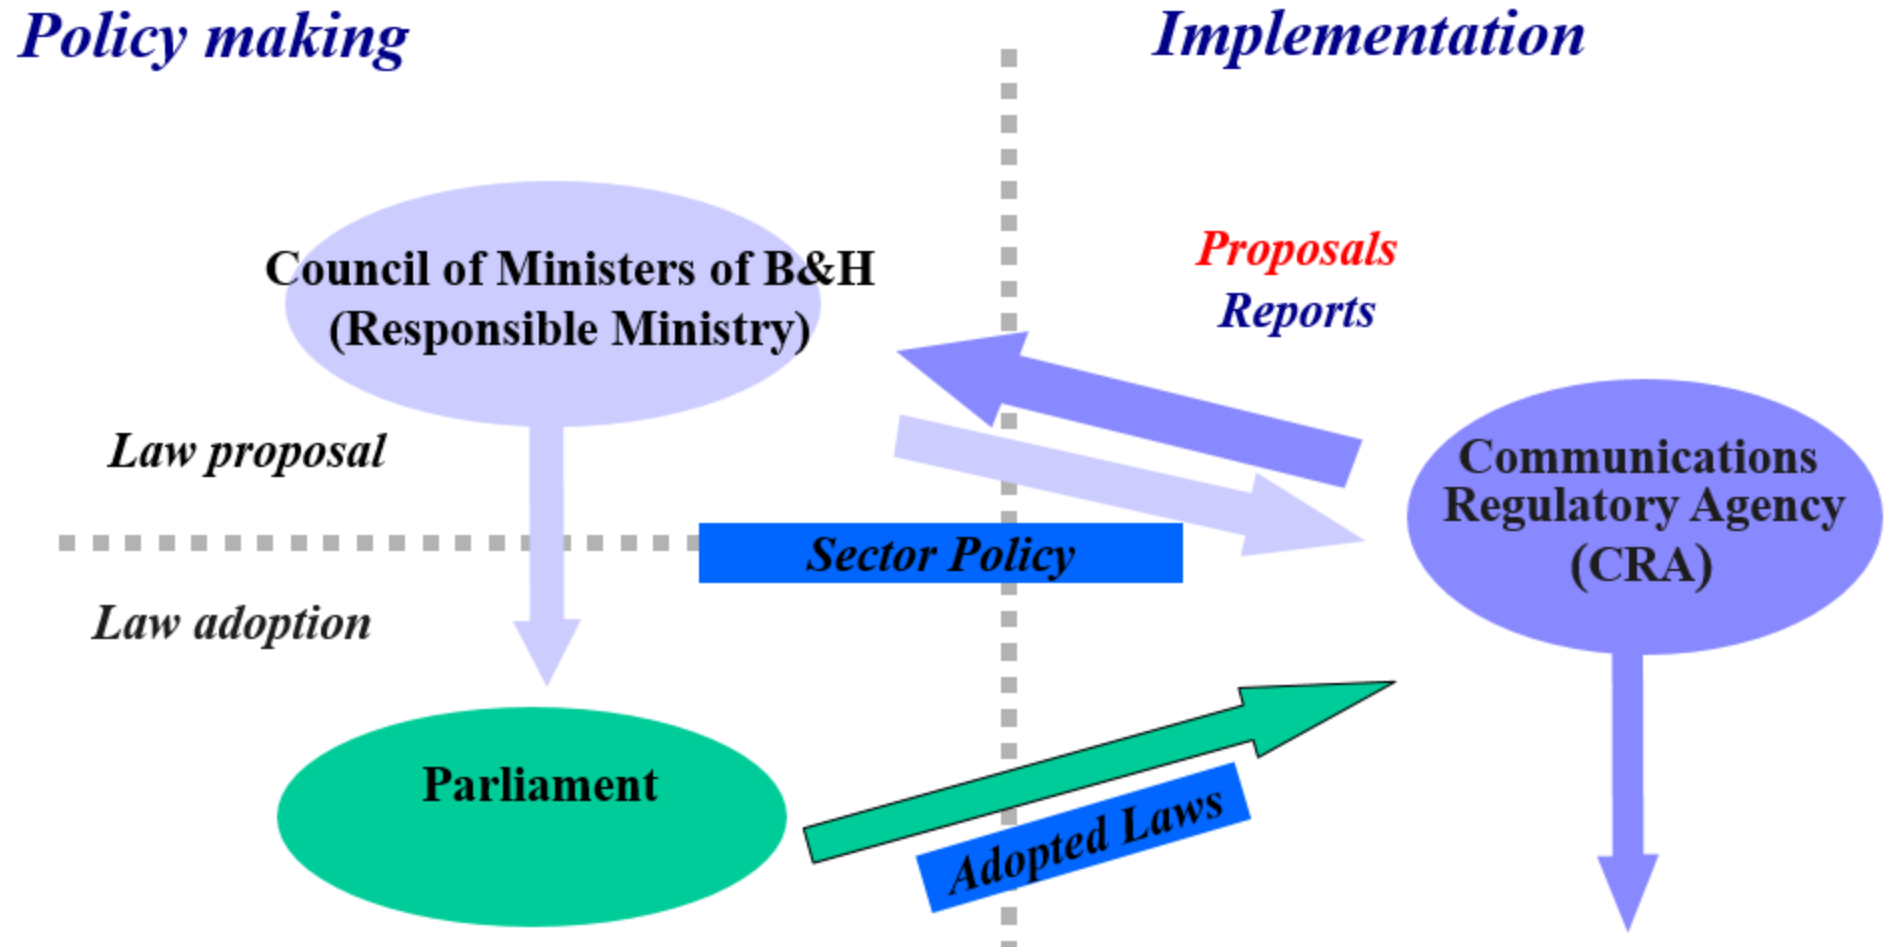 Policy making
Implementation
Proposals
Reports
Council of Ministers of B&H
(Responsible Ministry)
Law proposal
Communications
Regulatory Agency
(CRA)
Sector Policy
Law adoption
Parliament
Adopted Laws